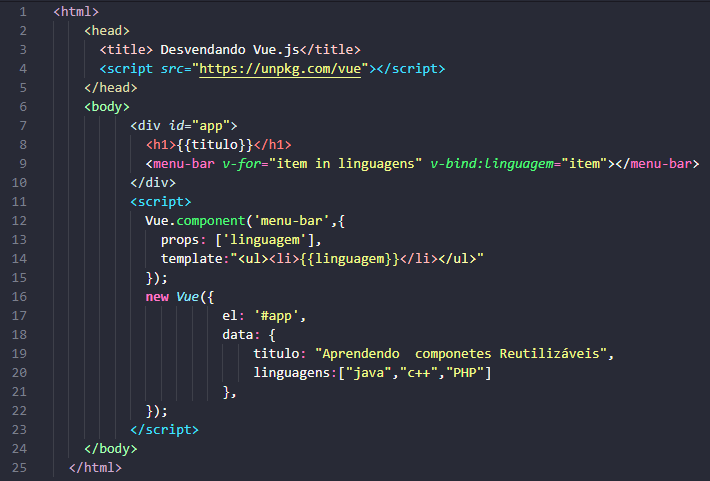 1 <html>
2 <head>
3 <title> Desvendando Vue.js</title>
4 <script src="https://unpkg.com/vue"></script>
5 </head>
6 <body>
7 <div id="app">
8 <h1>{{titulo}}</h1>
9 <menu-bar v-for="item in linguagens" v-bind:linguagem="item"></menu-bar>
10 </div>
11 <script>
12 Vue.component('menu-bar',{
13 props: ['linguagem'],
14 template:"<ul><li>{{linguagem}}</li></ul>"
15 });
16 new Vue({
17 el: '#app',
18 data: {
19 titulo: "Aprendendo  componetes Reutilizáveis",
20 linguagens:["java","c++","PHP"]
21 },
22 });
23 </script>
24 </body>
25 </html>